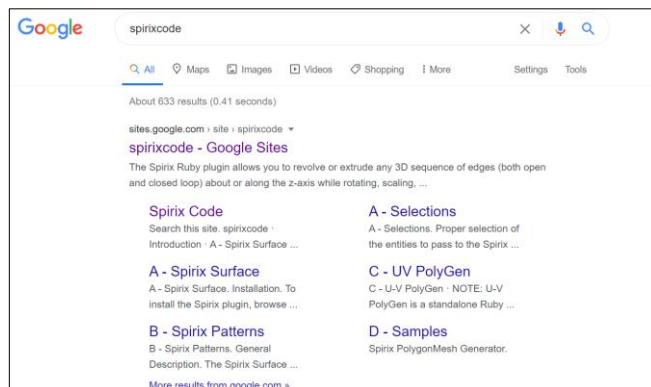 Google
spirixcode
All Maps Images Videos Shopping More Settings Tools
About 633 results (0.41 seconds)
sites.google.com › site › spirixcode
spirixcode - Google Sites
The Spirix Ruby plugin allows you to revolve or extrude any 3D sequence of edges (both open
and closed loop) about or along the z-axis while rotating, scaling, ...
Spirix Code
Search this site. spirixcode ·
Introduction · A - Spirix Surface ...
A - Selections
A - Selections. Proper selection of
the entities to pass to the Spirix ...
A - Spirix Surface
A - Spirix Surface. Installation. To
install the Spirix plugin, browse ...
C - UV PolyGen
C - U-V PolyGen · NOTE: U-V
PolyGen is a standalone Ruby ...
B - Spirix Patterns
B - Spirix Patterns. General
Description. The Spirix Surface ...
D - Samples
Spirix PolygonMesh Generator.
More results from google.com »